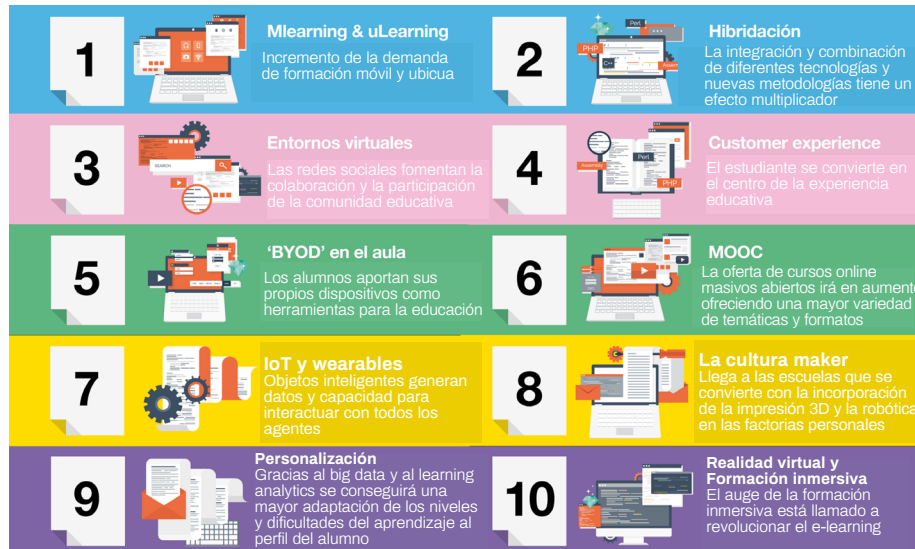 1
Mlearning & uLearning
Incremento de la demanda
de formación móvil y ubicua
2
Perl
PHP
C++
Hibridación
La integración y combinación
de diferentes tecnologías y
nuevas metodologías tiene un
efecto multiplicador
3
SEARCH
Entornos virtuales
Las redes sociales fomentan la
colaboración y la participación
de la comunidad educativa
4
Perl
PHP
Customer experience
El estudiante se convierte en
el centro de la experiencia
educativa
5
‘BYOD’ en el aula
Los alumnos aportan sus
propios dispositivos como
herramientas para la educación
6
MOOC
La oferta de cursos online
masivos abiertos irá en aumento
ofreciendo una mayor variedad
de temáticas y formatos
7
IoT y wearables
Objetos inteligentes generan
datos y capacidad para
interactuar con todos los
agentes
8
La cultura maker
Llega a las escuelas que se
convierte con la incorporación
de la impresión 3D y la robótica
en las factorias personales
9
Personalización
Gracias al big data y al learning
analytics se conseguirá una
mayor adaptación de los niveles
y dificultades del aprendizaje al
perfil del alumno
10
Realidad virtual y
Formación inmersiva
El auge de la formación
inmersiva está llamado a
revolucionar el e-learning